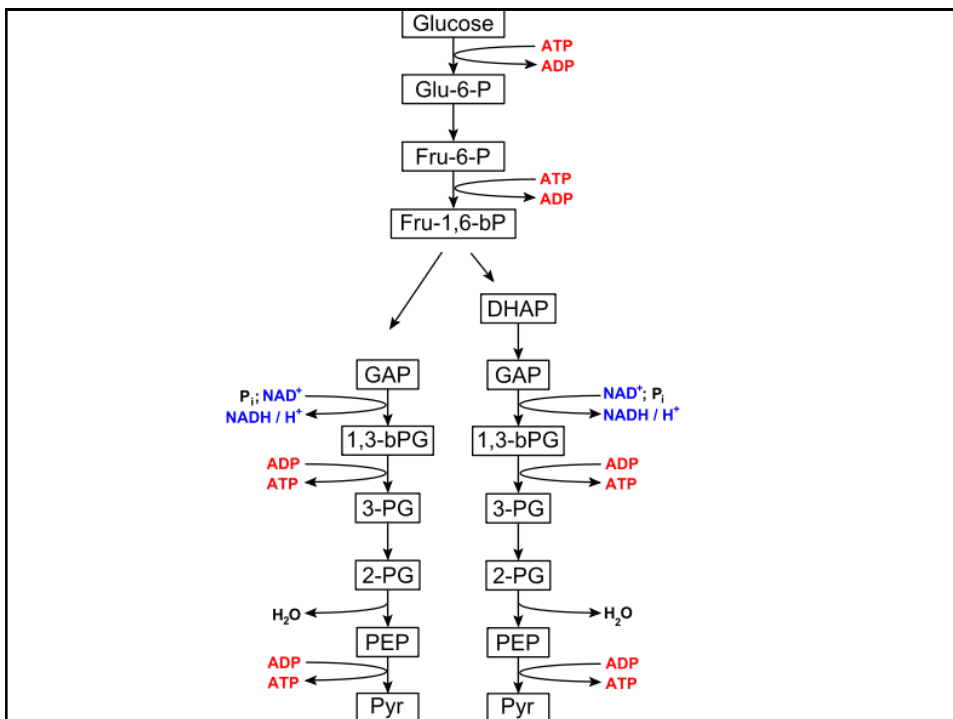 Glucose
ATP
ADP
Glu-6-P
Fru-6-P
ATP
ADP
Fru-1,6-bP
DHAP
GAP
GAP
Pi; NAD+
NAD+; Pi
NADH / H+
NADH / H+
1,3-bPG
1,3-bPG
ADP
ADP
ATP
ATP
3-PG
3-PG
2-PG
2-PG
H2O
H2O
PEP
PEP
ADP
ADP
ATP
ATP
Pyr
Pyr